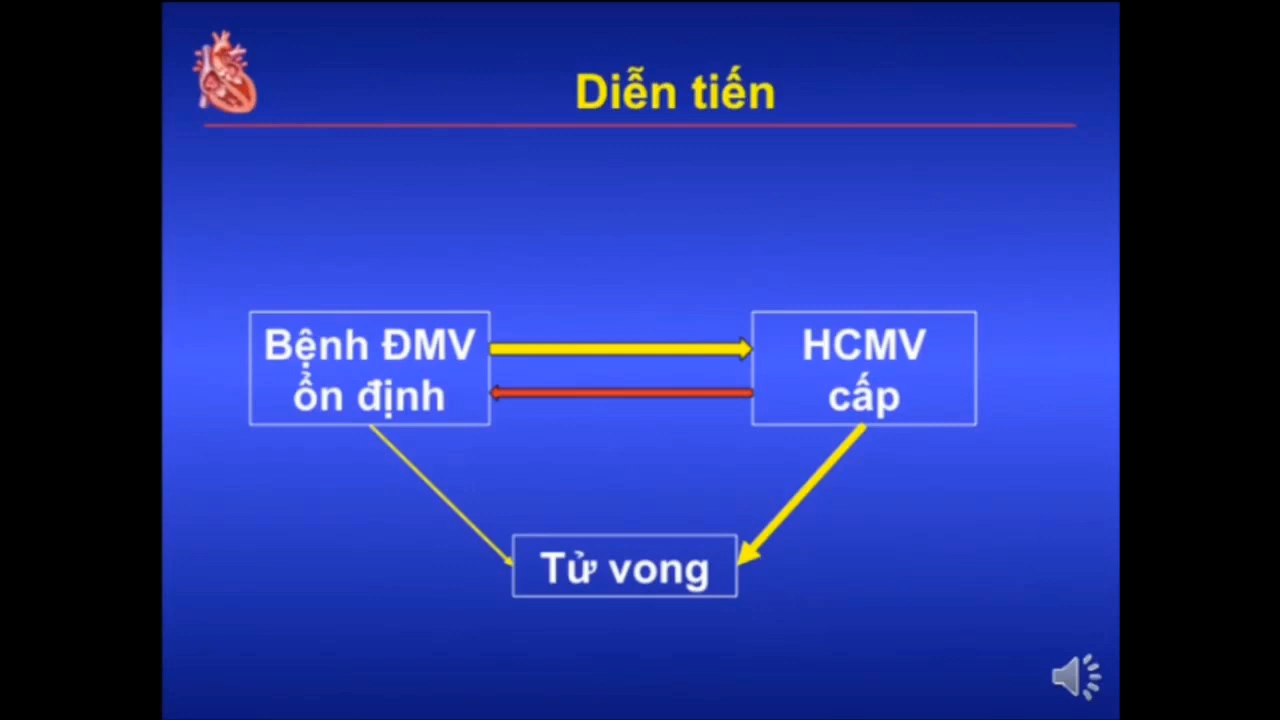 Diễn tiến
Bệnh ĐMV
ổn định
HCMV
cấp
Tử vong